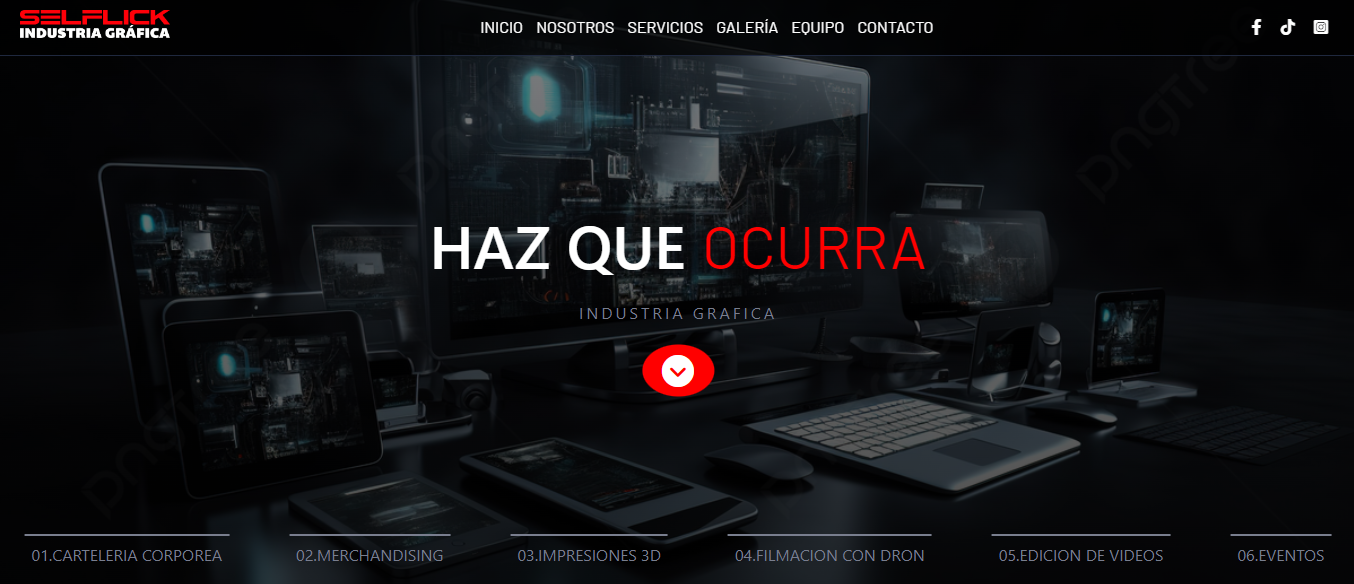 SELFLICK
INDUSTRIA GRÁFICA
INICIO NOSOTROS SERVICIOS GALERÍA EQUIPO CONTACTO
HAZ QUE OCURRA
INDUSTRIA GRAFICA
01.CARTELERIA CORPOREA 02.MERCHANDISING 03.IMPRESIONES 3D 04.FILMACION CON DRON 05.EDICION DE VIDEOS 06.EVENTOS
pngtree